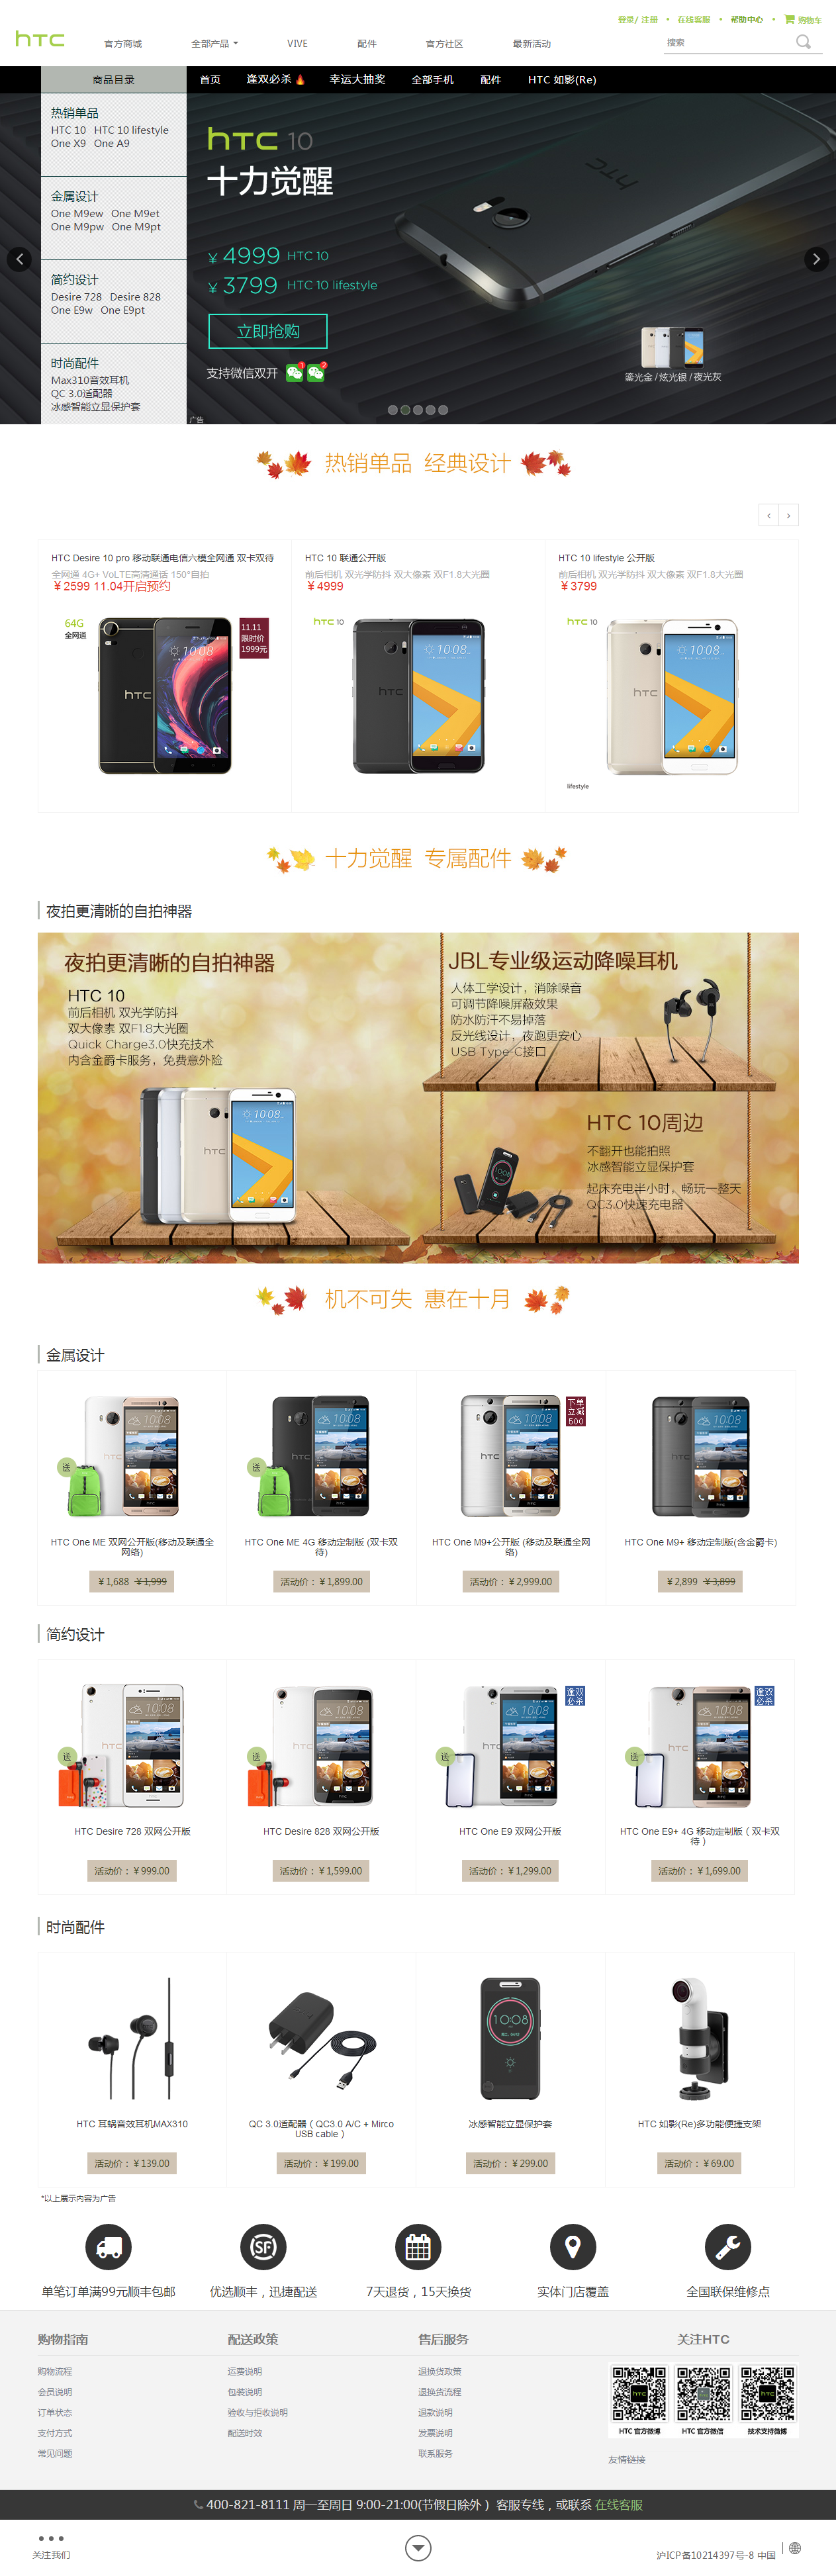 登录/ 注册 • 在线客服 • 帮助中心 • 购物车
hTC 官方商城 全部产品 VIVE 配件 官方社区 最新活动 搜索
商品目录 首页 逢双必杀 幸运大抽奖 全部手机 配件 HTC 如影(Re)
热销单品
HTC 10 HTC 10 lifestyle
One X9 One A9
金属设计
One M9ew One M9et
One M9pw One M9pt
简约设计
Desire 728 Desire 828
One E9w One E9pt
时尚配件
Max310音效耳机
QC 3.0适配器
冰感智能立显保护套
hTC 10
十力觉醒
￥4999 HTC 10
￥3799 HTC 10 lifestyle
立即抢购
支持微信双开
鎏光金 / 炫光银 / 夜光灰
广告
热销单品 经典设计
HTC Desire 10 pro 移动联通电信六模全网通 双卡双待
全网通 4G+ VoLTE高清通话 150°自拍
￥2599 11.04开启预约
64G
全网通
11.11
限时价
1999元
HTC 10 联通公开版
前后相机 双光学防抖 双大像素 双F1.8大光圈
￥4999
hTC 10
HTC 10 lifestyle 公开版
前后相机 双光学防抖 双大像素 双F1.8大光圈
￥3799
hTC 10
lifestyle
十力觉醒 专属配件
夜拍更清晰的自拍神器
夜拍更清晰的自拍神器
HTC 10
前后相机 双光学防抖
双大像素 双F1.8大光圈
Quick Charge3.0快充技术
内含金爵卡服务，免费意外险
JBL专业级运动降噪耳机
人体工学设计，消除噪音
可调节降噪屏蔽效果
防水防汗不易掉落
反光线设计，夜跑更安心
USB Type-C接口
HTC 10周边
不翻开也能拍照
冰感智能立显保护套
起床充电半小时，畅玩一整天
QC3.0快速充电器
机不可失 惠在十月
金属设计
送
HTC One ME 双网公开版(移动及联通全
网络)
￥1,688 ￥1,999
送
HTC One ME 4G 移动定制版 (双卡双
待)
活动价：￥1,899.00
下单
立减
500
HTC One M9+公开版 (移动及联通全网
络)
活动价：￥2,999.00
HTC One M9+ 移动定制版(含金爵卡)
￥2,899 ￥3,899
简约设计
送
HTC Desire 728 双网公开版
活动价：￥999.00
送
HTC Desire 828 双网公开版
活动价：￥1,599.00
逢双
必杀
送
HTC One E9 双网公开版
活动价：￥1,299.00
逢双
必杀
送
HTC One E9+ 4G 移动定制版（双卡双
待）
活动价：￥1,699.00
时尚配件
HTC 耳蜗音效耳机MAX310
活动价：￥139.00
QC 3.0适配器（QC3.0 A/C + Mirco
USB cable）
活动价：￥199.00
冰感智能立显保护套
活动价：￥299.00
HTC 如影(Re)多功能便捷支架
活动价：￥69.00
*以上展示内容为广告
单笔订单满99元顺丰包邮 优选顺丰，迅捷配送 7天退货，15天换货 实体门店覆盖 全国联保维修点
购物指南
购物流程
会员说明
订单状态
支付方式
常见问题
配送政策
运费说明
包装说明
验收与拒收说明
配送时效
售后服务
退换货政策
退换货流程
退款说明
发票说明
联系服务
关注HTC
HTC 官方微博 HTC 官方微信 技术支持微博
友情链接
400-821-8111 周一至周日 9:00-21:00(节假日除外） 客服专线，或联系 在线客服
关注我们
沪ICP备10214397号-8 中国